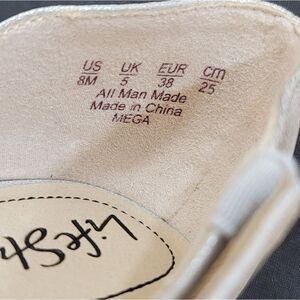 US UK EUR cm
8M 5 38 25
All Man Made
Made in China
MEGA